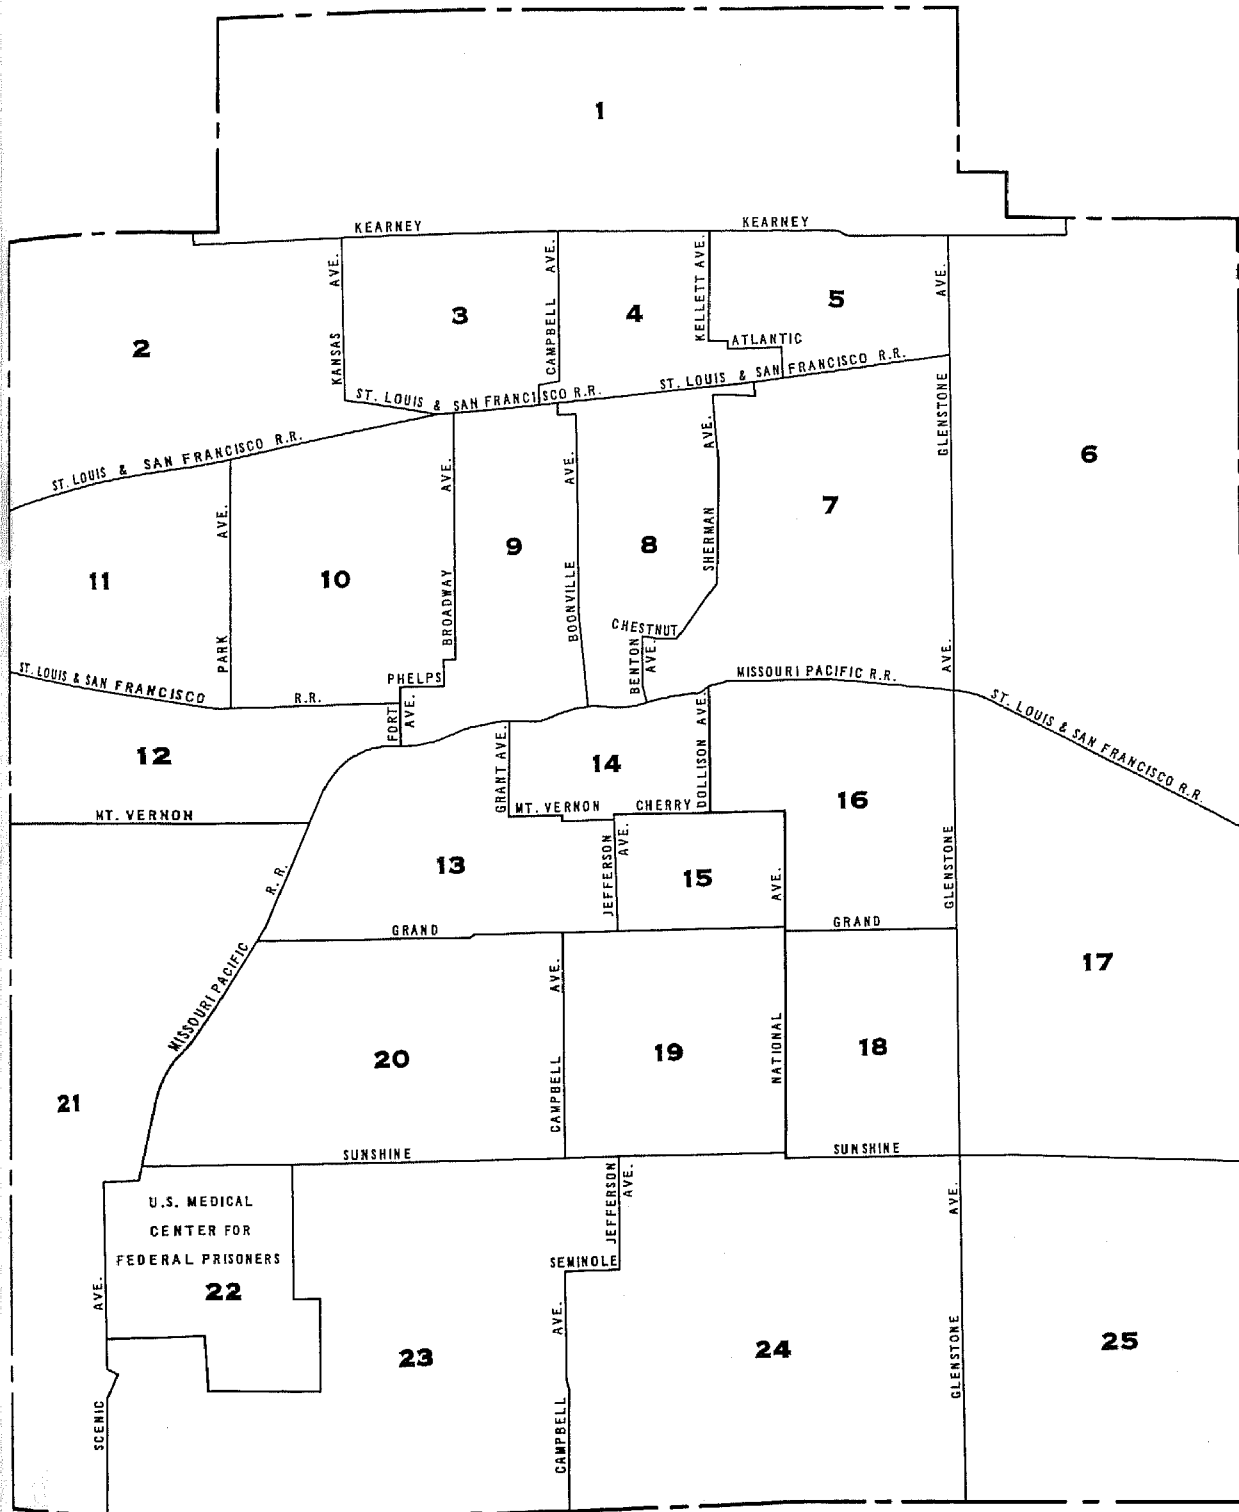 1
KEARNEY
KEARNEY
KANSAS AVE.
3
CAMPBELL AVE.
4
KELLETT AVE.
5
AVE.
2
ATLANTIC
ST. LOUIS & SAN FRANCISCO R.R.
ST. LOUIS & SAN FRANCISCO R.R.
GLENSTONE
6
ST. LOUIS & SAN FRANCISCO R.R.
PARK AVE.
BROADWAY AVE.
BOONVILLE AVE.
SHERMAN AVE.
7
11
10
9
8
CHESTNUT
BENTON AVE.
AVE.
ST. LOUIS & SAN FRANCISCO
R.R.
PHELPS
FORT AVE.
MISSOURI PACIFIC R.R.
ST. LOUIS & SAN FRANCISCO R.R.
12
GRANT AVE.
14
DOLLISON AVE.
16
MT. VERNON
MT. VERNON
CHERRY
GLENSTONE
13
JEFFERSON AVE.
15
AVE.
MISSOURI PACIFIC R. R.
GRAND
GRAND
17
20
CAMPBELL AVE.
19
NATIONAL
18
21
SUNSHINE
SUNSHINE
U.S. MEDICAL
CENTER FOR
FEDERAL PRISONERS
22
JEFFERSON AVE.
SEMINOLE
AVE.
SCENIC AVE.
23
CAMPBELL AVE.
24
GLENSTONE
25